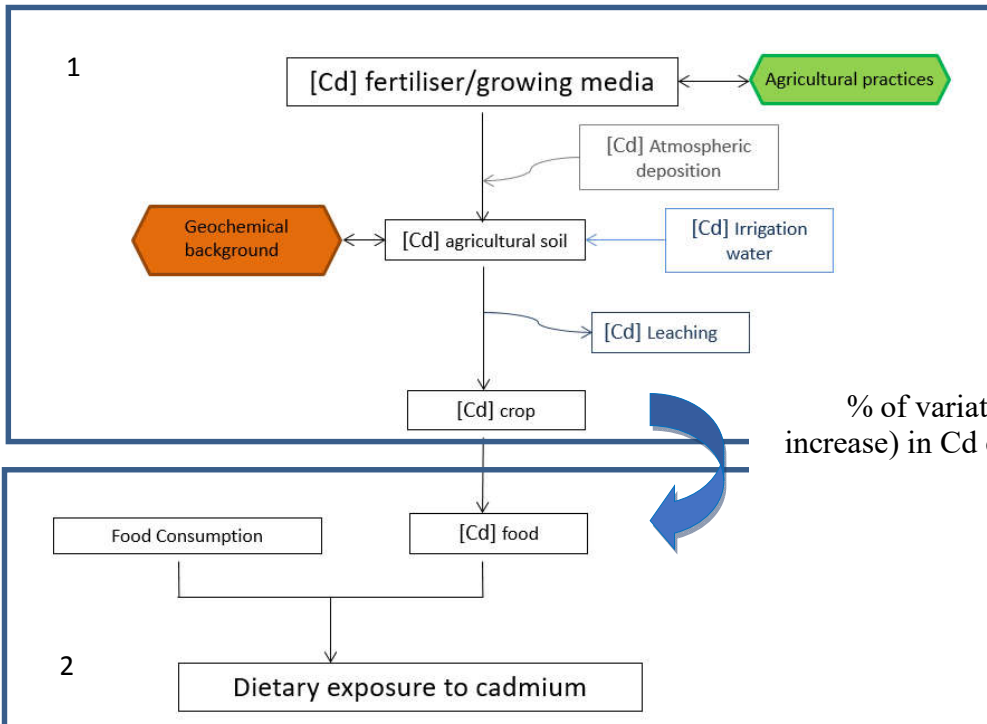 1
[Cd] fertiliser/growing media
Agricultural practices
[Cd] Atmospheric
deposition
Geochemical
background
[Cd] agricultural soil
[Cd] Irrigation
water
[Cd] Leaching
[Cd] crop
% of
increase) in Cd
Food Consumption
[Cd] food
2
Dietary exposure to cadmium